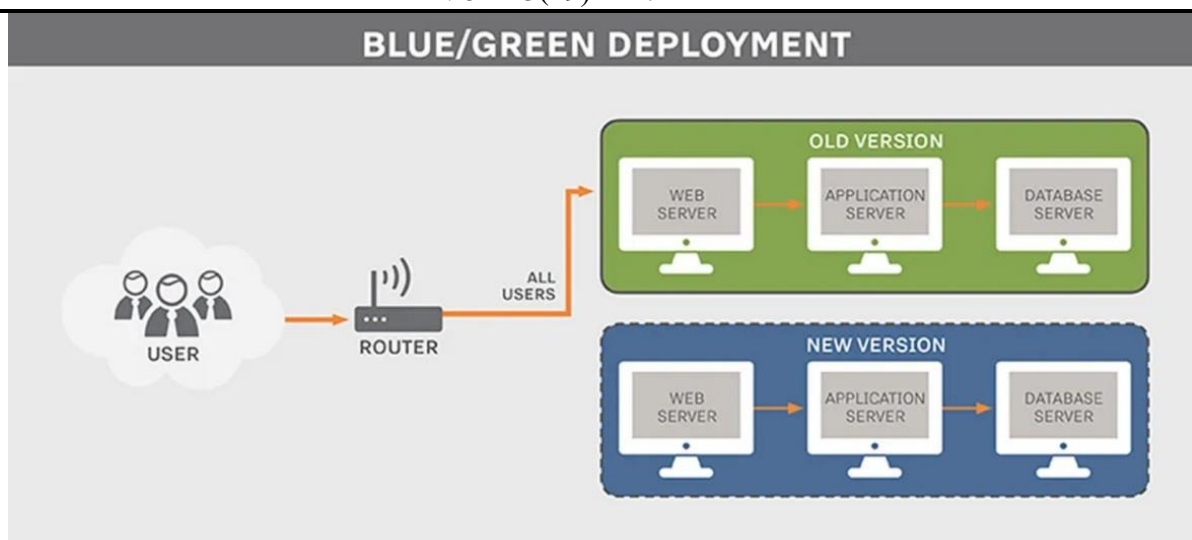 BLUE/GREEN DEPLOYMENT
OLD VERSION
WEB
SERVER
APPLICATION
SERVER
DATABASE
SERVER
ALL
USERS
USER
ROUTER
NEW VERSION
WEB
SERVER
APPLICATION
SERVER
DATABASE
SERVER